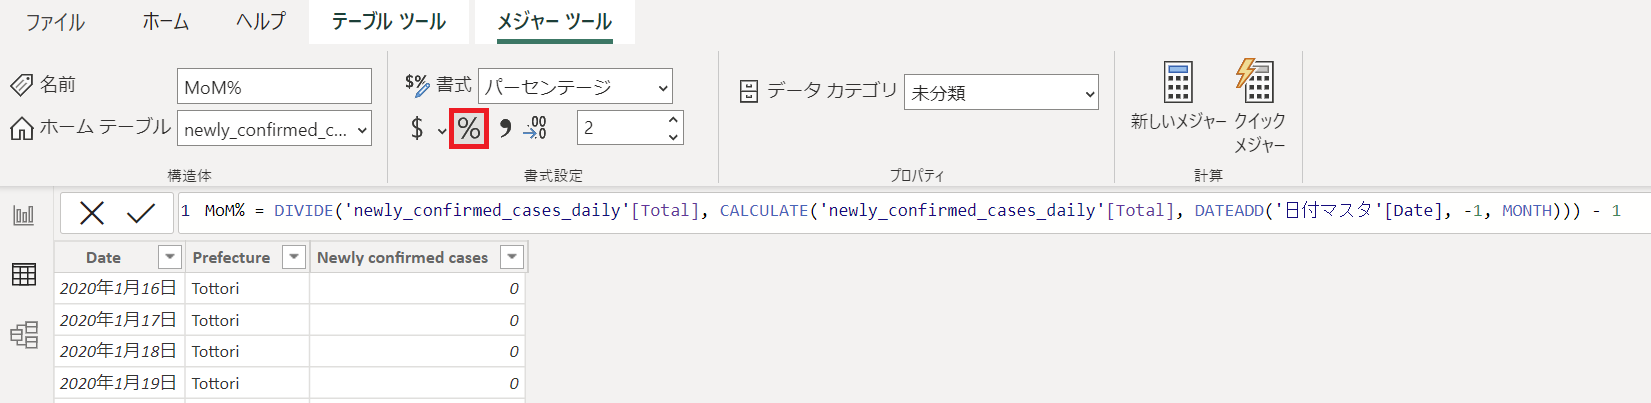 ファイル ホーム ヘルプ テーブル ツール メジャー ツール
名前 MoM%
ホーム テーブル newly_confirmed_c...
構造体
$% 書式 パーセンテージ
$ % , .00 .0 2
書式設定
データ カテゴリ 未分類
プロパティ
新しいメジャー クイック メジャー
計算
1 MoM% = DIVIDE('newly_confirmed_cases_daily'[Total], CALCULATE('newly_confirmed_cases_daily'[Total], DATEADD('日付マスタ'[Date], -1, MONTH))) - 1
Date Prefecture Newly confirmed cases
2020年1月16日 Tottori 0
2020年1月17日 Tottori 0
2020年1月18日 Tottori 0
2020年1月19日 Tottori 0